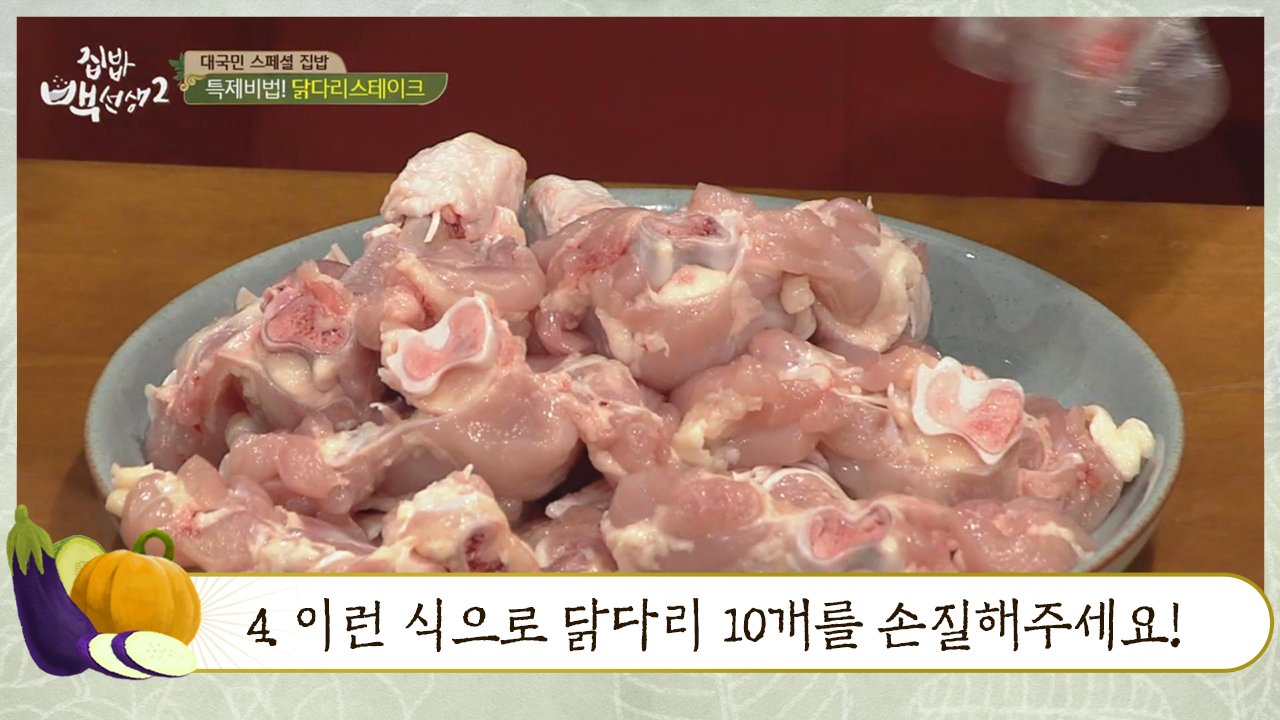 집밥
백선생2
대국민 스페셜 집밥
특제비법! 닭다리스테이크
4. 이런 식으로 닭다리 10개를 손질해주세요!